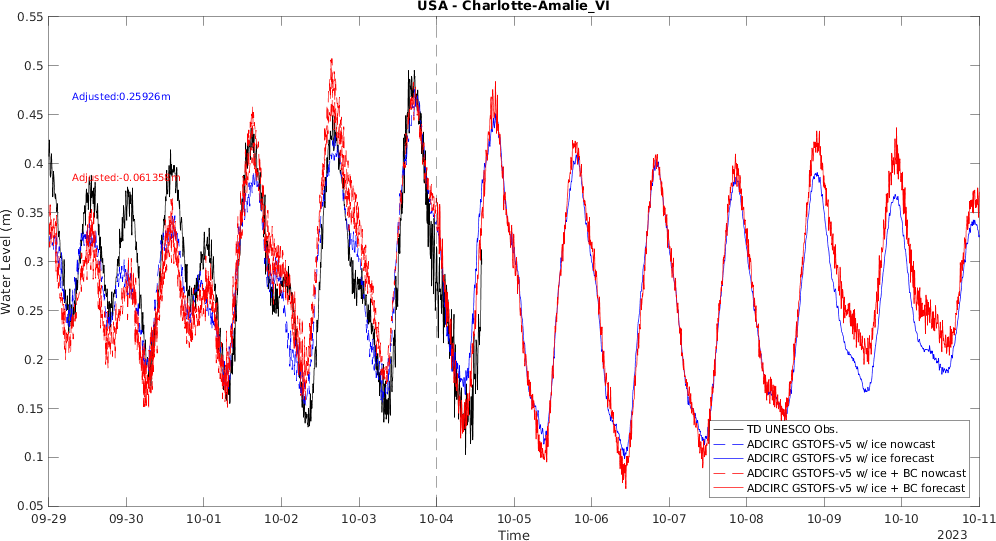 USA - Charlotte-Amalie_VI
0.55
0.5
0.45
0.4
0.35
0.3
0.25
0.2
0.15
0.1
0.05
Water Level (m)
Adjusted:0.25926m
Adjusted:-0.06135
TD UNESCO Obs.
ADCIRC GSTOFS-v5 w/ ice nowcast
ADCIRC GSTOFS-v5 w/ ice forecast
ADCIRC GSTOFS-v5 w/ ice + BC nowcast
ADCIRC GSTOFS-v5 w/ ice + BC forecast
09-29 09-30 10-01 10-02 10-03 10-04 10-05 10-06 10-07 10-08 10-09 10-10 10-11
Time
2023